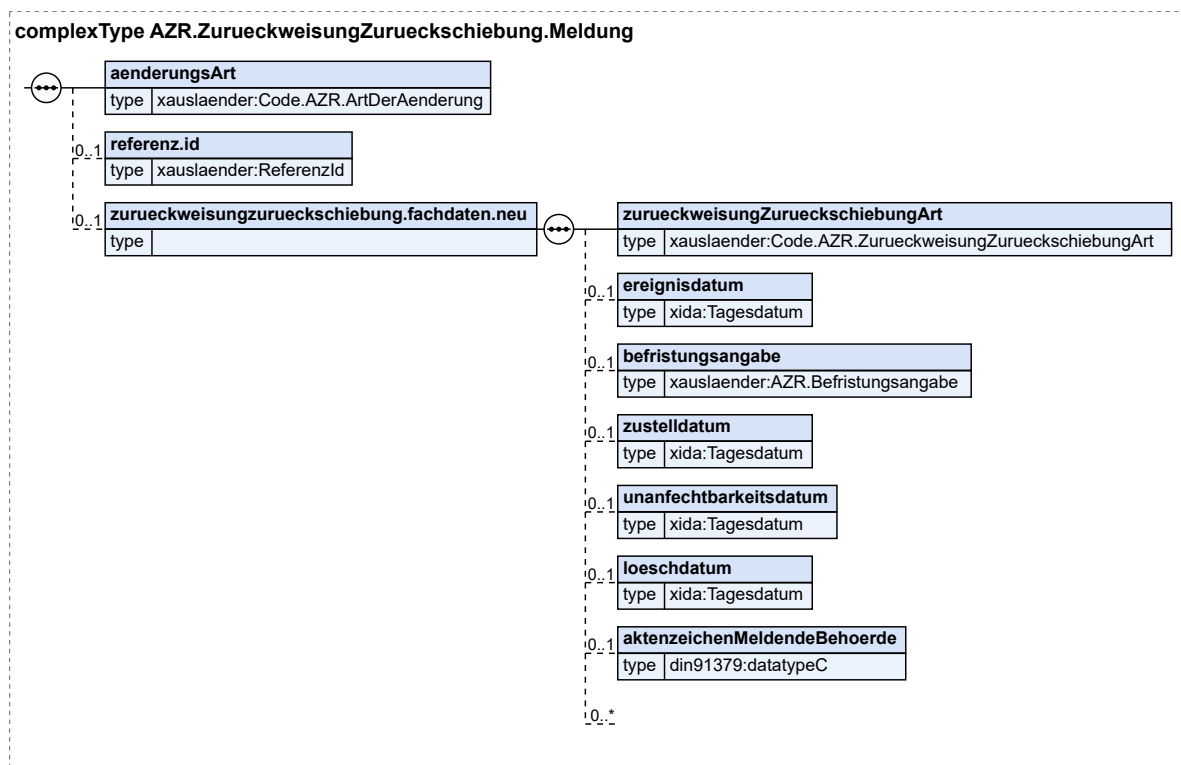 complexType AZR.ZurueckweisungZurueckschiebung.Meldung
aenderungsArt
type xauslaender:Code.AZR.ArtDerAenderung
0..1 referenz.id
type xauslaender:ReferenzId
0..1 zurueckweisungzurueckschiebung.fachdaten.neu
type
zurueckweisungZurueckschiebungArt
type xauslaender:Code.AZR.ZurueckweisungZurueckschiebungArt
0..1 ereignisdatum
type xida:Tagesdatum
0..1 befristungsangabe
type xauslaender:AZR.Befristungsangabe
0..1 zustelldatum
type xida:Tagesdatum
0..1 unanfechtbarkeitsdatum
type xida:Tagesdatum
0..1 loeschdatum
type xida:Tagesdatum
0..1 aktenzeichenMeldendeBehoerde
type din91379:datatypeC
0..*